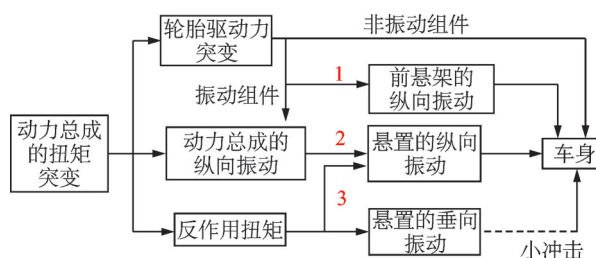 轮胎驱动力
突变
非振动组件
1
前悬架的
纵向振动
振动组件
动力总成
的扭矩
突变
动力总成的
纵向振动
2
悬置的纵向
振动
车身
3
反作用扭矩
悬置的垂向
振动
小冲击